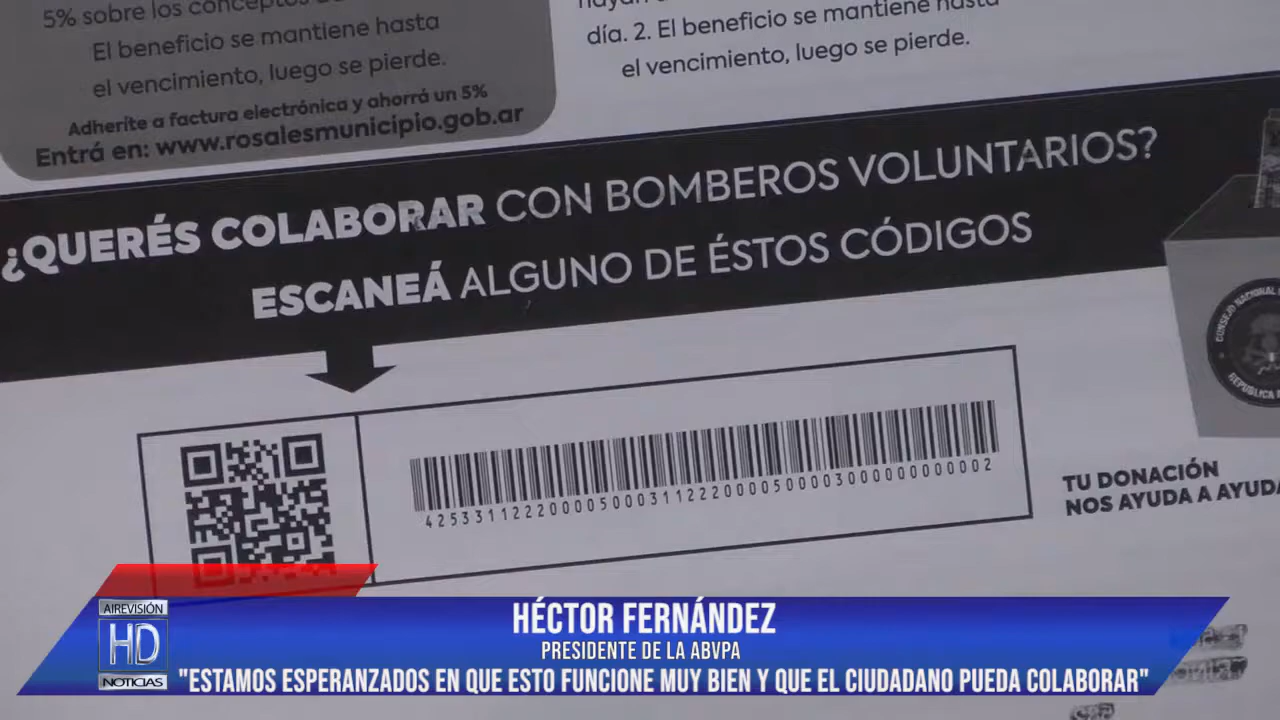 5% sobre los
El beneficio se mantiene hasta
el vencimiento, luego se pierde.
Adherite a factura electrónica y ahorrá un 5%
Entrá en: www.rosalesmunicipio.gob.ar
día. 2. El beneficio se mantiene hasta
el vencimiento, luego se pierde.
¿QUERÉS COLABORAR CON BOMBEROS VOLUNTARIOS?
ESCANEÁ ALGUNO DE ÉSTOS CÓDIGOS
CONSEJO NACIONAL
REPUBLICA
TU DONACIÓN
NOS AYUDA A AYUDA
AIREVISIÓN
HD
NOTICIAS
HÉCTOR FERNÁNDEZ
PRESIDENTE DE LA ABVPA
"ESTAMOS ESPERANZADOS EN QUE ESTO FUNCIONE MUY BIEN Y QUE EL CIUDADANO PUEDA COLABORAR"